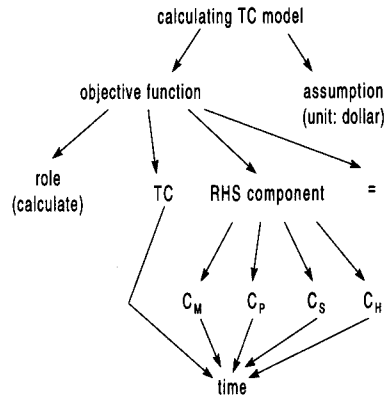 calculating TC model
objective function
assumption
(unit: dollar)
role
(calculate)
TC
RHS component
=
C_M
C_P
C_S
C_H
time